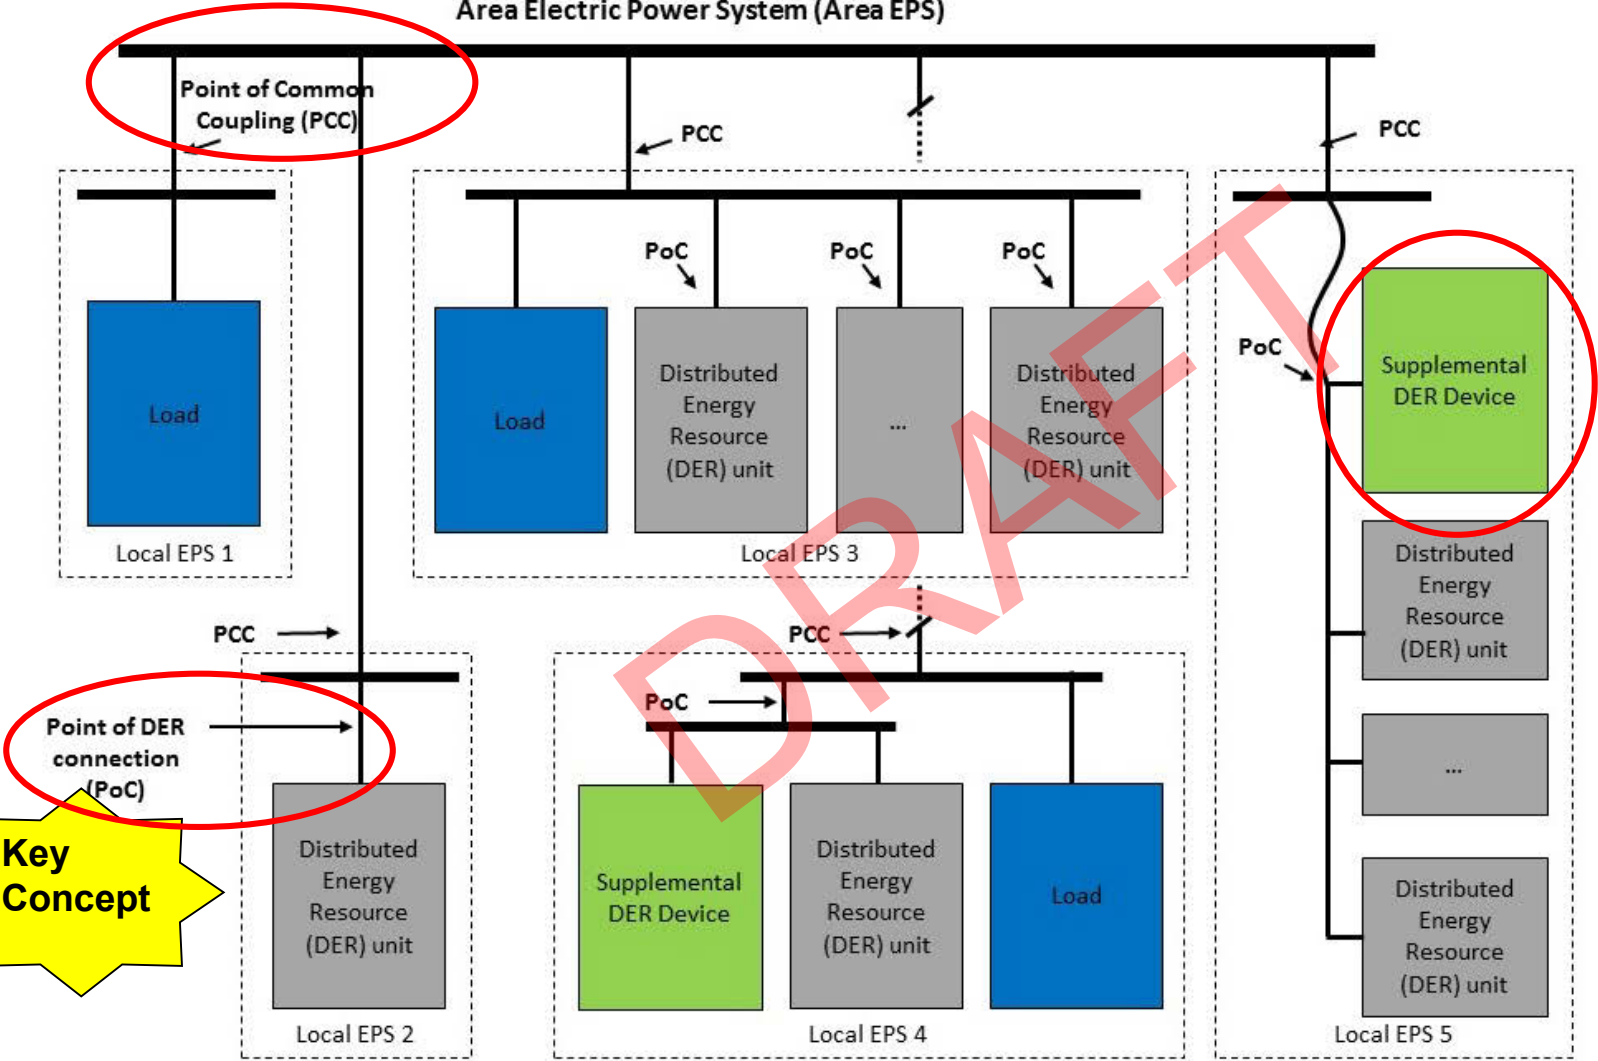 Area Electric Power System (Area EPS)
Point of Common
Coupling (PCC)
PCC
PCC
PoC
PoC
PoC
PoC
Load
Local EPS 1
Load
Distributed
Energy
Resource
(DER) unit
...
Distributed
Energy
Resource
(DER) unit
Local EPS 3
Supplemental
DER Device
Distributed
Energy
Resource
(DER) unit
...
Distributed
Energy
Resource
(DER) unit
Local EPS 5
PCC
Point of DER
connection
(PoC)
Key
Concept
Distributed
Energy
Resource
(DER) unit
Local EPS 2
PCC
PoC
Supplemental
DER Device
Distributed
Energy
Resource
(DER) unit
Load
Local EPS 4
DRAFT